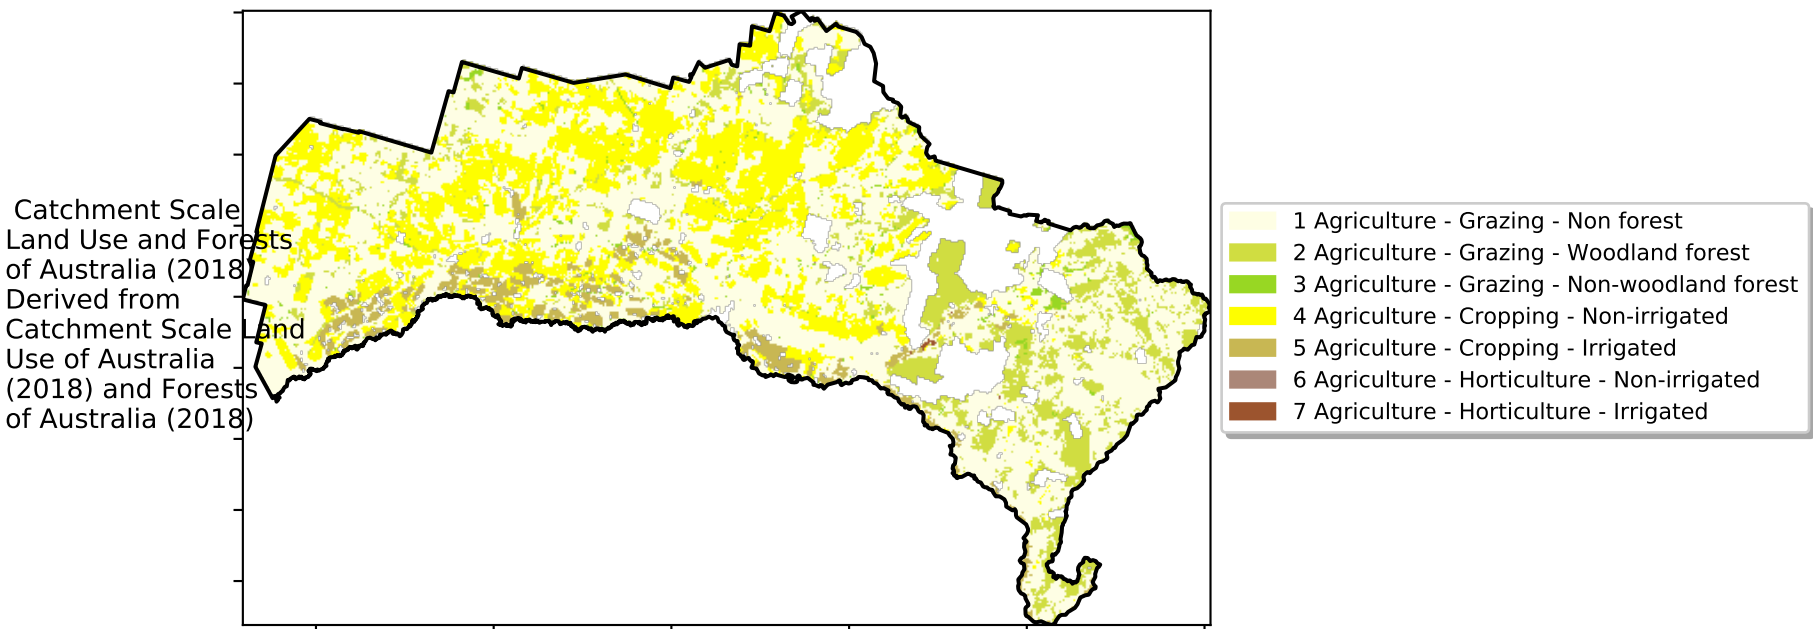 Catchment Scale
Land Use and Forests
of Australia (2018)
Derived from
Catchment Scale Land
Use of Australia
(2018) and Forests
of Australia (2018)
1 Agriculture - Grazing - Non forest
2 Agriculture - Grazing - Woodland forest
3 Agriculture - Grazing - Non-woodland forest
4 Agriculture - Cropping - Non-irrigated
5 Agriculture - Cropping - Irrigated
6 Agriculture - Horticulture - Non-irrigated
7 Agriculture - Horticulture - Irrigated